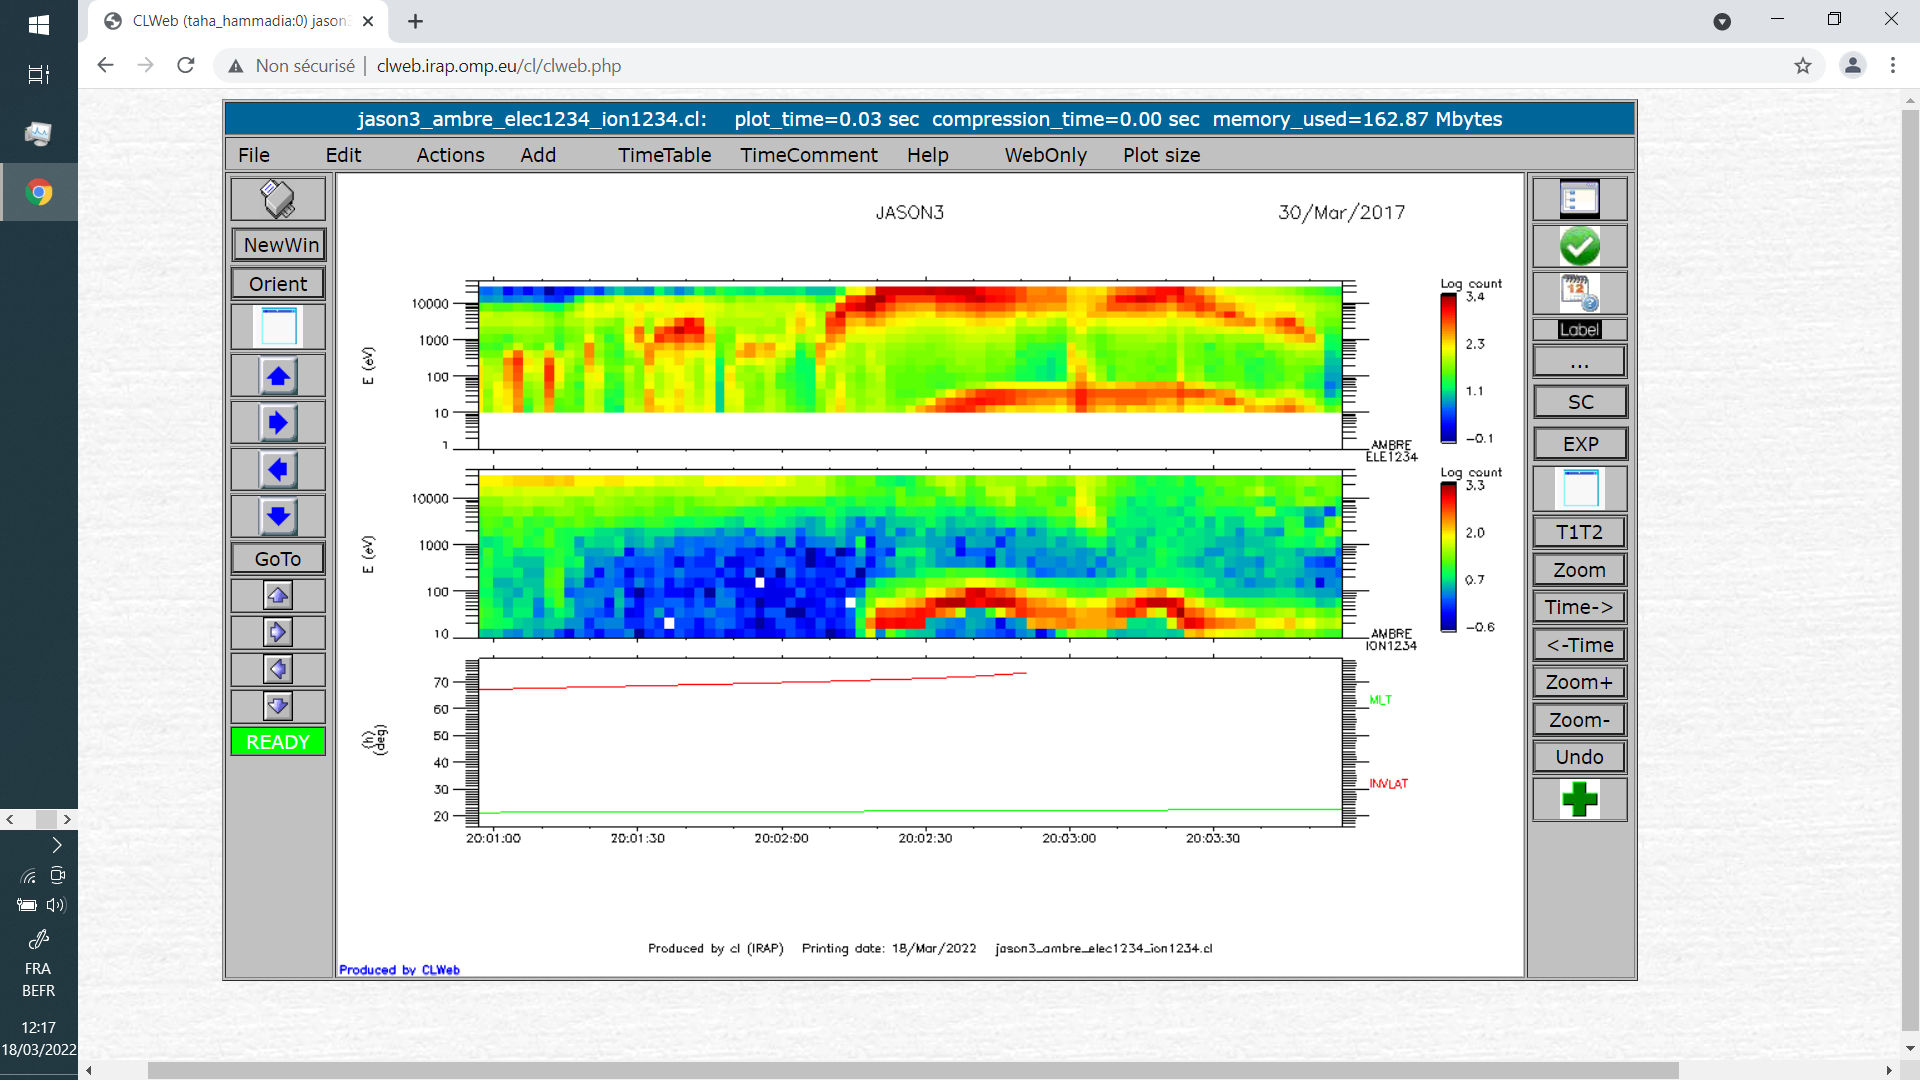 CLWeb (taha_hammadia:0) jason
Non sécurisé | clweb.irap.omp.eu/cl/clweb.php
jason3_ambre_elec1234_ion1234.cl: plot_time=0.03 sec compression_time=0.00 sec memory_used=162.87 Mbytes
File Edit Actions Add TimeTable TimeComment Help WebOnly Plot size
NewWin
Orient
GoTo
READY
JASON3 30/Mar/2017
10000
1000
100
10
1
E (eV)
AMBRE
ELE1234
Log count
3.4
2.3
1.1
-0.1
10000
1000
100
10
E (eV)
AMBRE
ION1234
Log count
3.3
2.0
0.7
-0.6
70
60
50
40
30
20
(h)
(deg)
MLT
INVLAT
20:01:00 20:01:30 20:02:00 20:02:30 20:03:00 20:03:30
Produced by cl (IRAP) Printing date: 18/Mar/2022 jason3_ambre_elec1234_ion1234.cl
Produced by CLWeb
12
Label
...
SC
EXP
T1T2
Zoom
Time->
<-Time
Zoom+
Zoom-
Undo
FRA
BEFR
12:17
18/03/2022